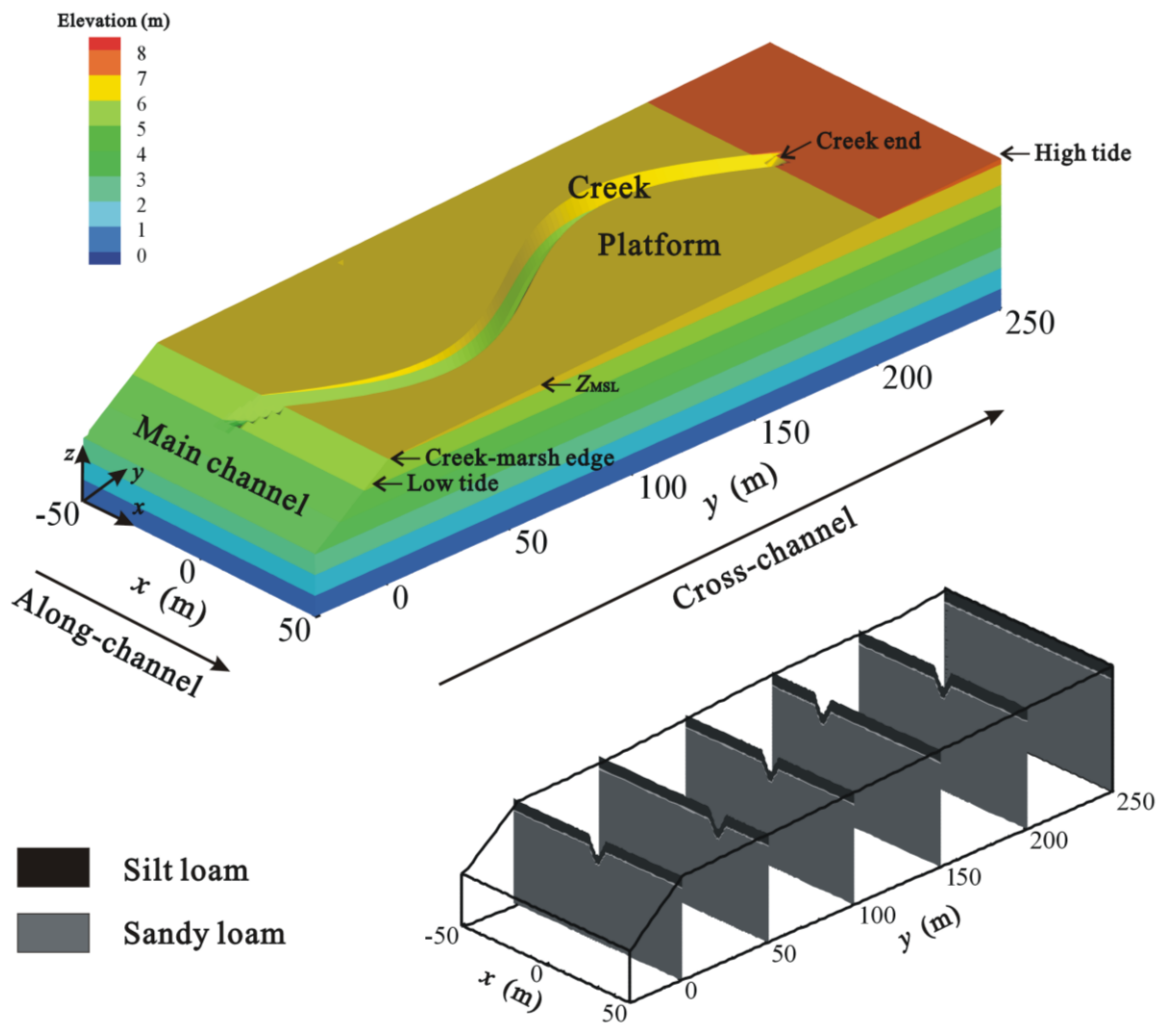 Elevation (m)
8
7
6
5
4
3
2
1
0
Creek end
High tide
Creek
Platform
ZMSL
Creek-marsh edge
Low tide
Main channel
z
y
x
-50
0
50
x (m)
Along-channel
0
50
100
150
200
250
y (m)
Cross-channel
Silt loam
Sandy loam
-50
0
50
x (m)
0
50
100
150
200
250
y (m)